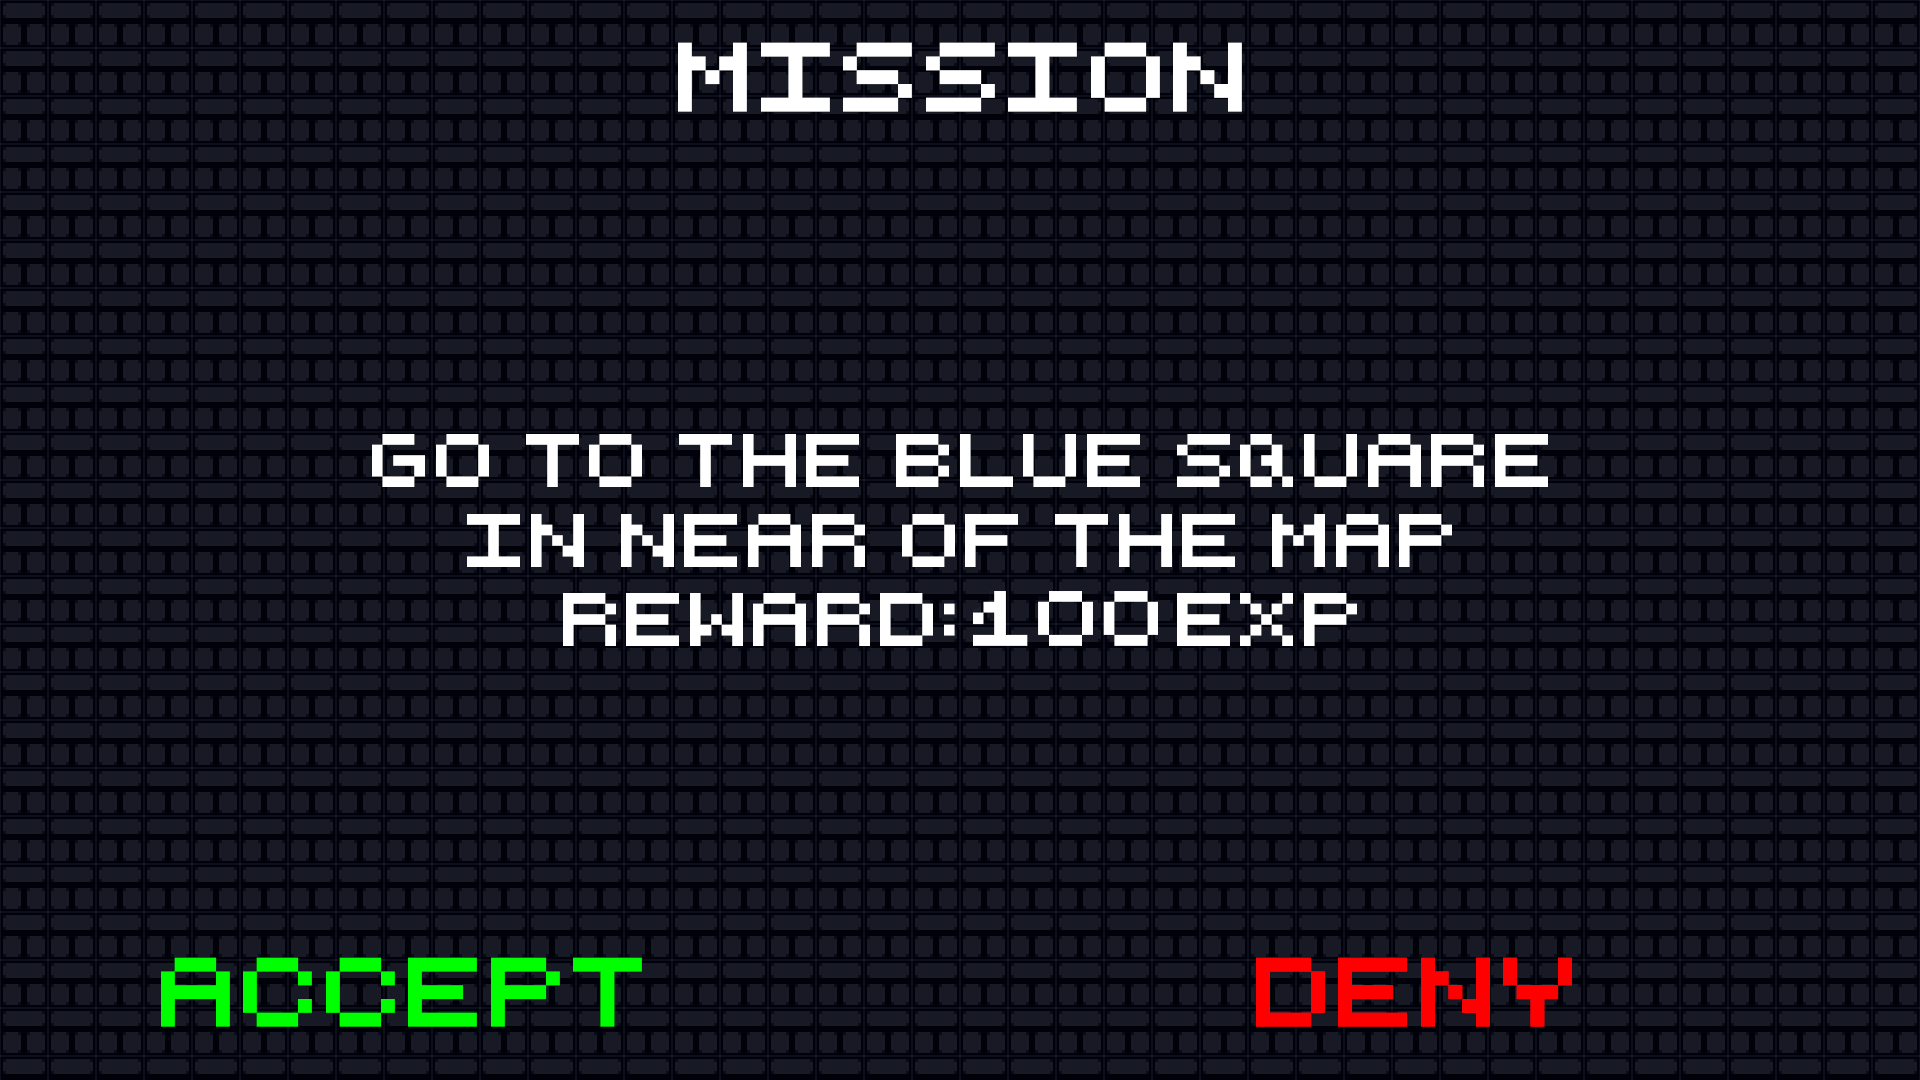 MISSION
GO TO THE BLUE SQUARE
IN NEAR OF THE MAP
REWARD:100EXP
ACCEPT
DENY